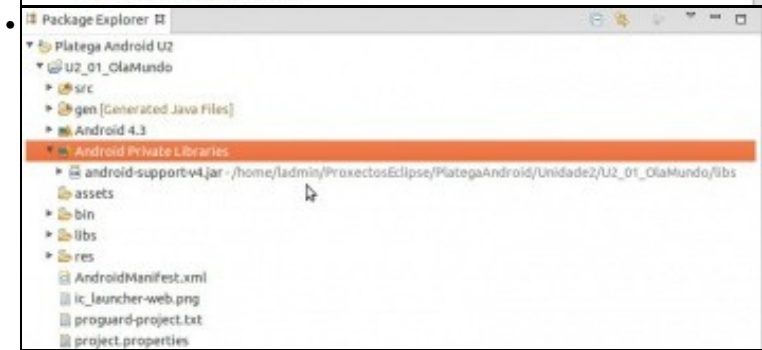 Package Explorer
Platega Android U2
U2_01_OlaMundo
src
gen [Generated Java Files]
Android 4.3
Android Private Libraries
android-support-v4.jar - /home/ladmin/ProxectosEclipse/PlategaAndroid/Unidade2/U2_01_OlaMundo/libs
assets
bin
libs
res
AndroidManifest.xml
ic_launcher-web.png
proguard-project.txt
project.properties